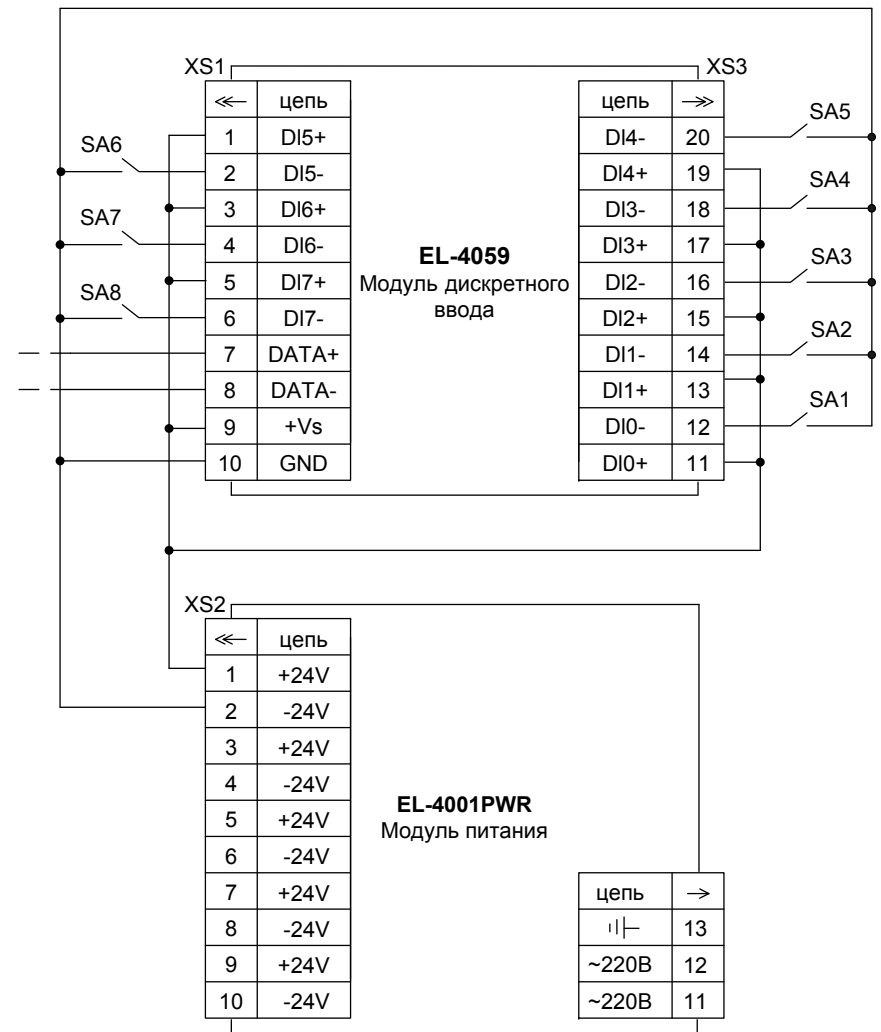 XS1
XS3
цепь
цепь
SA5
1 DI5+
DI4- 20
SA6
2 DI5-
DI4+ 19
SA4
3 DI6+
DI3- 18
SA7
4 DI6-
DI3+ 17
EL-4059
SA3
5 DI7+
DI2- 16
Модуль дискретного
ввода
SA8
6 DI7-
DI2+ 15
SA2
7 DATA+
DI1- 14
8 DATA-
DI1+ 13
SA1
9 +Vs
DI0- 12
10 GND
DI0+ 11
XS2
цепь
1 +24V
2 -24V
3 +24V
4 -24V
EL-4001PWR
Модуль питания
5 +24V
6 -24V
7 +24V
цепь
8 -24V
13
9 +24V
~220В 12
10 -24V
~220В 11